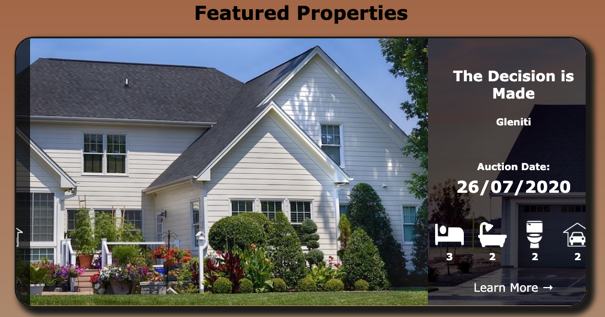 Featured Properties
The Decision is
Made
Gleniti
Auction Date:
26/07/2020
3 2 2 2
Learn More →